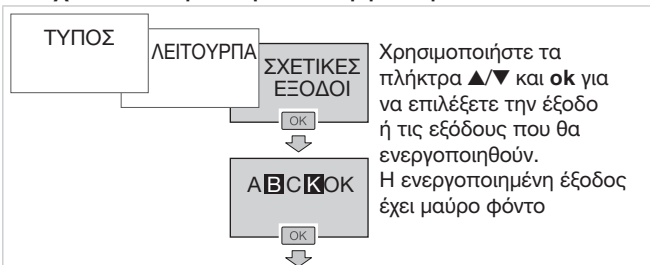 ΤΥΠΟΣ
ΛΕΙΤΟΥΡΠΑ
ΣΧΕΤΙΚΕΣ
ΕΞΟΔΟΙ
OK
ABCKOK
OK
Χρησιμοποιήστε τα
πλήκτρα ▲/▼ και ok για
να επιλέξετε την έξοδο
ή τις εξόδους που θα
ενεργοποιηθούν.
Η ενεργοποιημένη έξοδος
έχει μαύρο φόντο